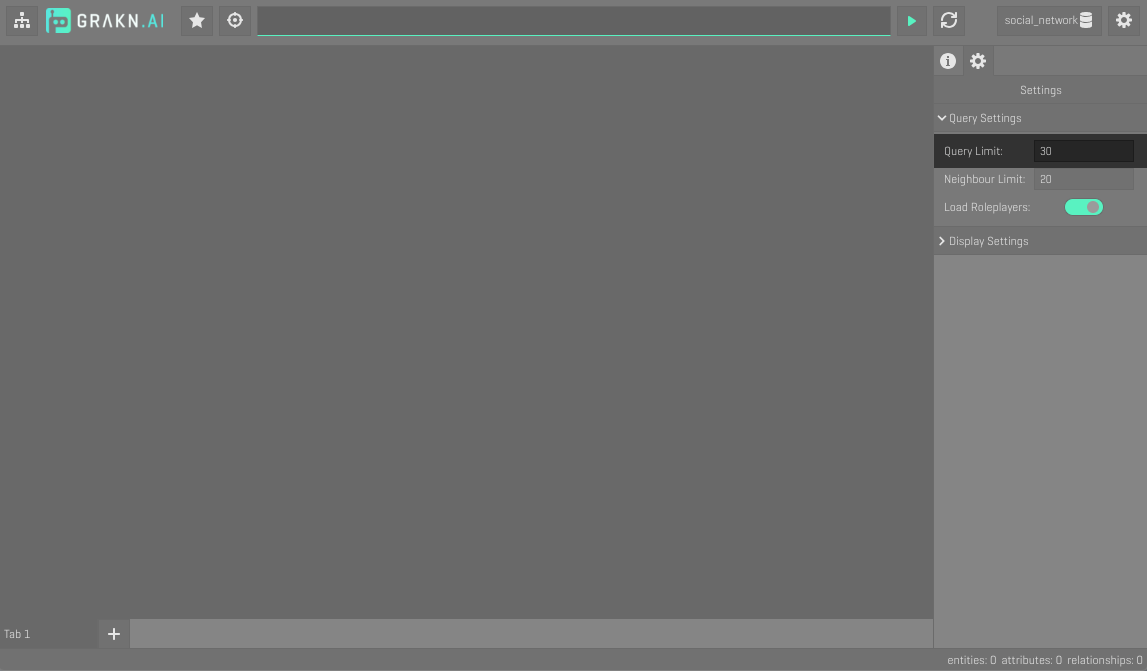 GRAKN.AI
social_network
Settings
Query Settings
Query Limit: 30
Neighbour Limit: 20
Load Roleplayers:
Display Settings
Tab 1
entities: 0 attributes: 0 relationships: 0